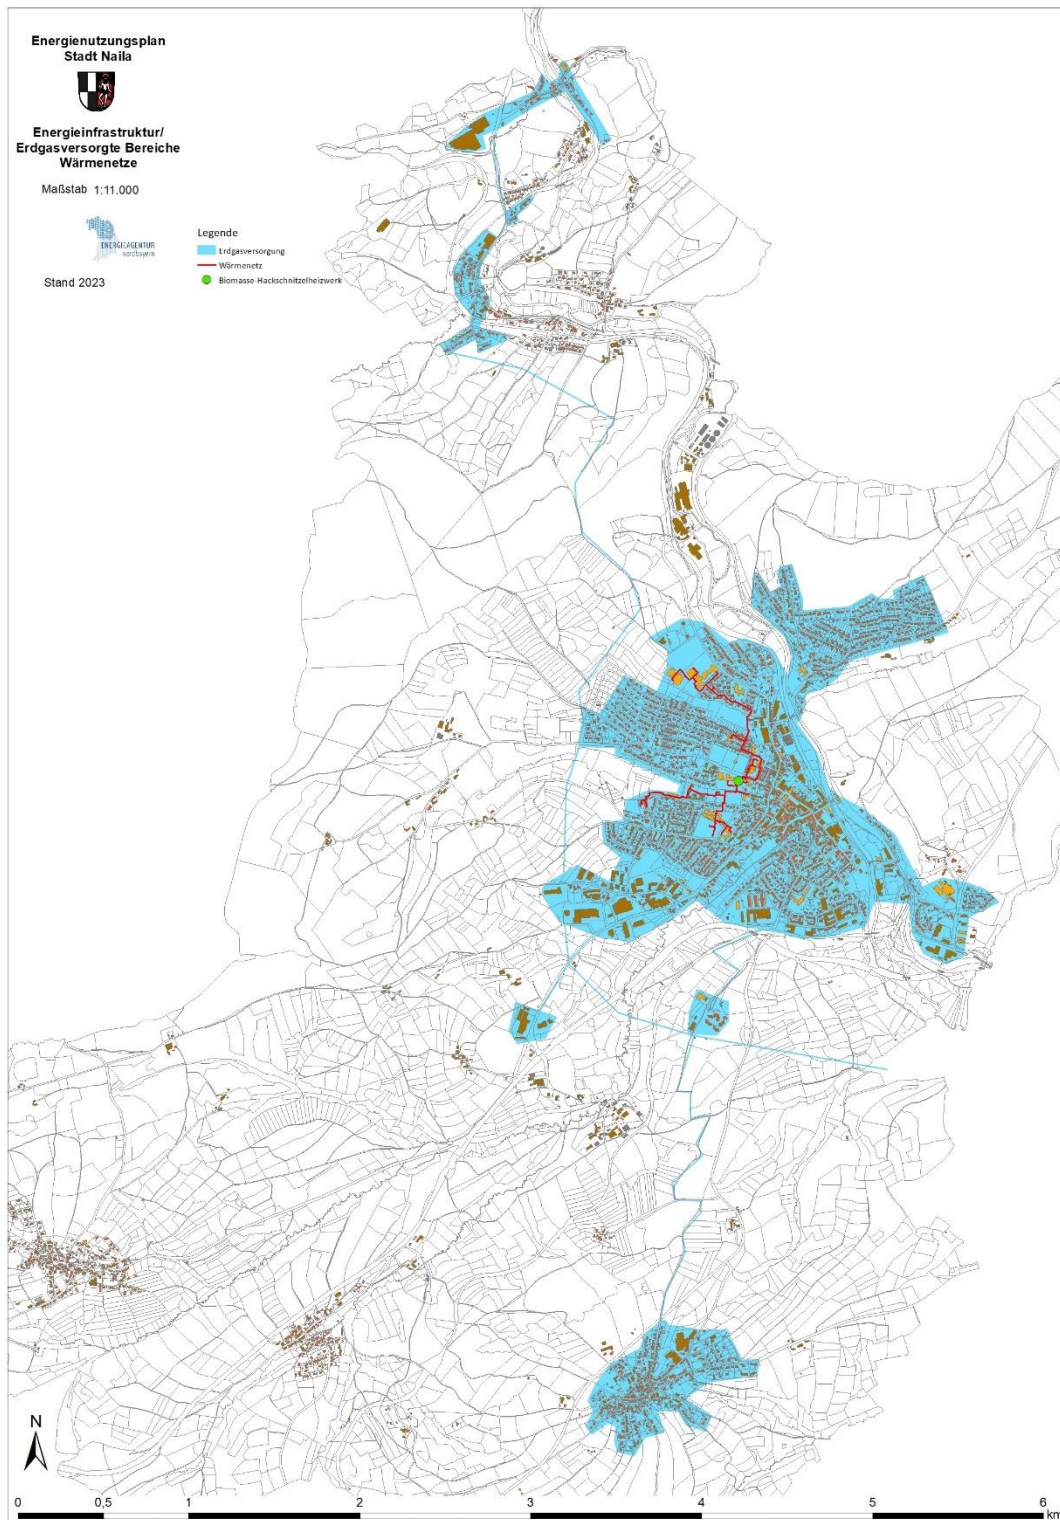 Energienutzungsplan
Stadt Naila
Energieinfrastruktur/
Erdgasversorgte Bereiche
Wärmenetze
Maßstab 1:11.000
ENERGIEAGENTUR
nordbayern
Stand 2023
Legende
Erdgasversorgung
Wärmenetz
Biomasse-Hackschnitzelheizwerk
N
0 0,5 1 2 3 4 5 6
km